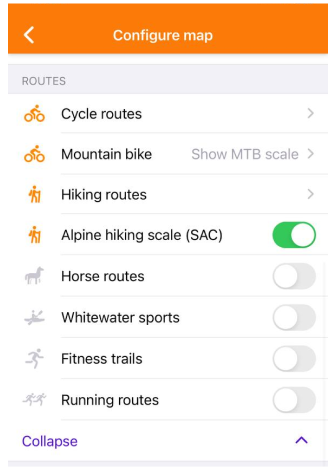 Configure map
ROUTES
Cycle routes
Mountain bike Show MTB scale
Hiking routes
Alpine hiking scale (SAC)
Horse routes
Whitewater sports
Fitness trails
Running routes
Collapse